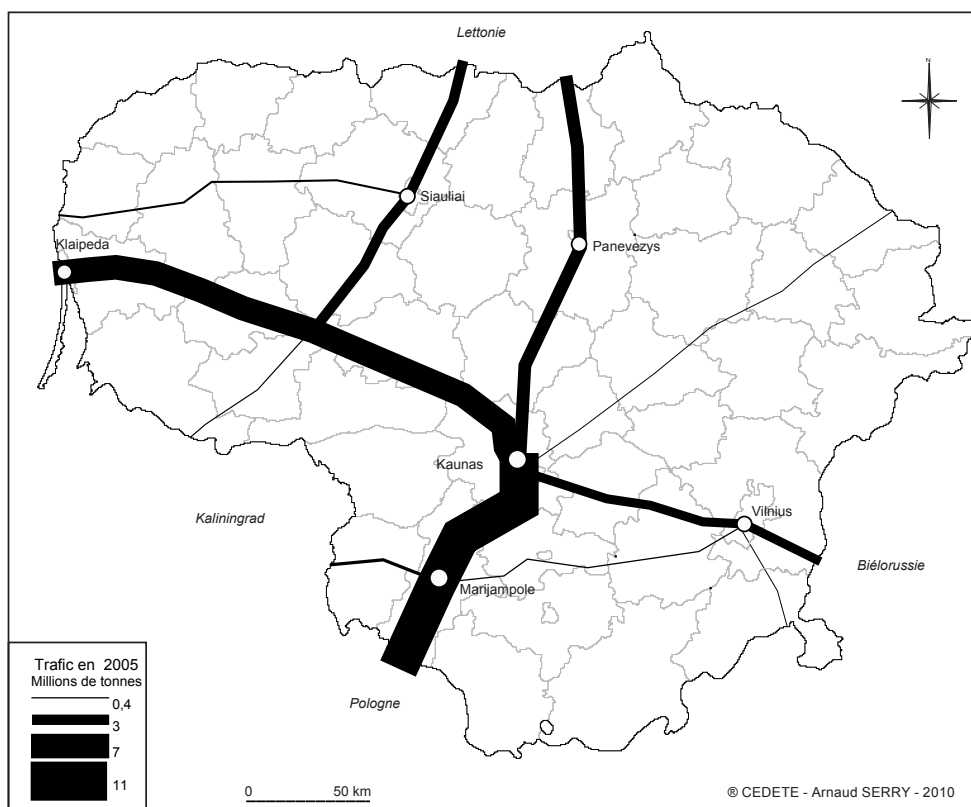 Lettonie
N
Siauliai
Klaipeda
Panevezys
Kaunas
Kaliningrad
Vilnius
Biélorussie
Marijampole
Pologne
Trafic en 2005
Millions de tonnes
0,4
3
7
11
0 50 km
® CEDETE - Arnaud SERRY - 2010